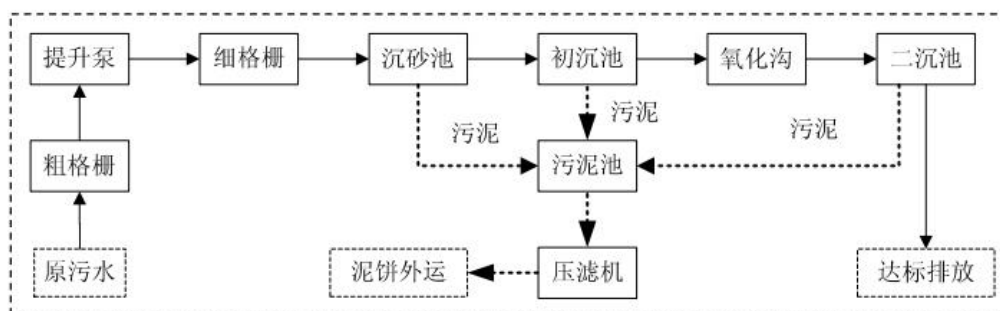 提升泵
细格栅
沉砂池
初沉池
氧化沟
二沉池
污泥
污泥
污泥
粗格栅
污泥池
原污水
泥饼外运
压滤机
达标排放